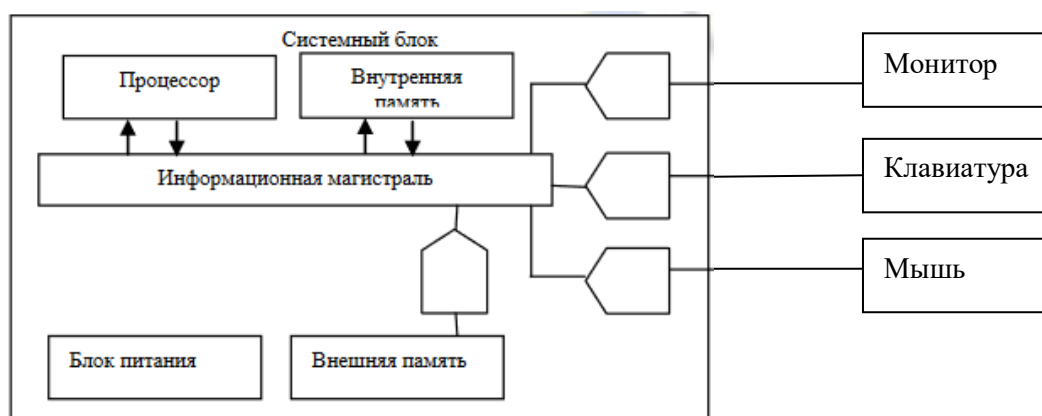 Системный блок
Процессор
Внутренняя
память
Монитор
Информационная магистраль
Клавиатура
Мышь
Блок питания
Внешняя память